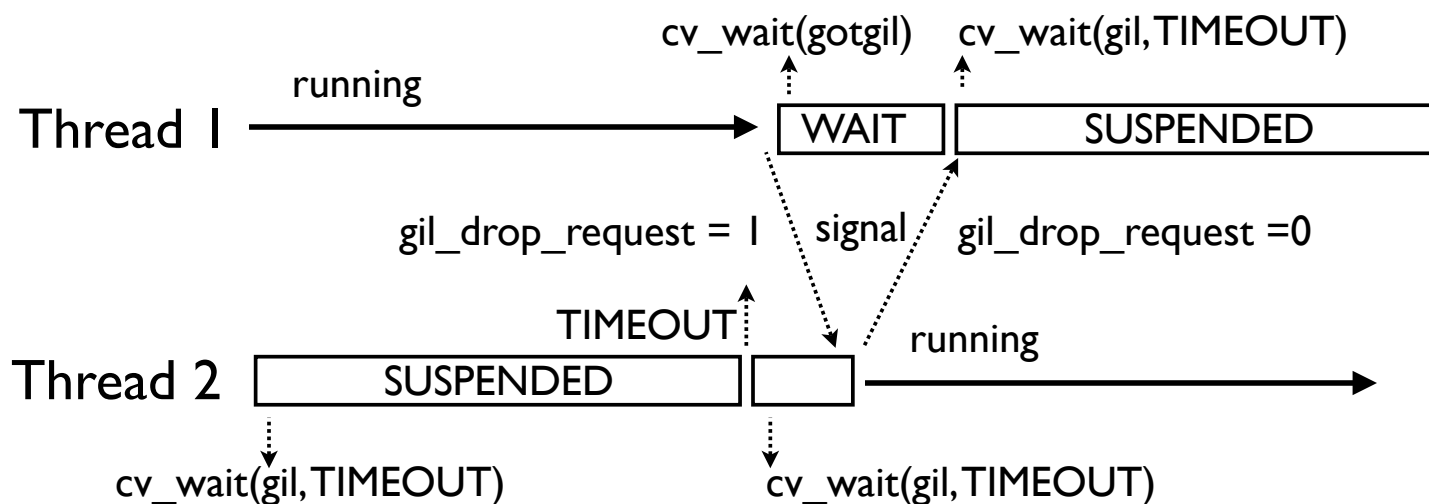 cv_wait(gotgil) cv_wait(gil,TIMEOUT)
running
Thread 1 WAIT SUSPENDED
gil_drop_request = 1 signal gil_drop_request =0
TIMEOUT running
Thread 2 SUSPENDED
cv_wait(gil,TIMEOUT) cv_wait(gil,TIMEOUT)